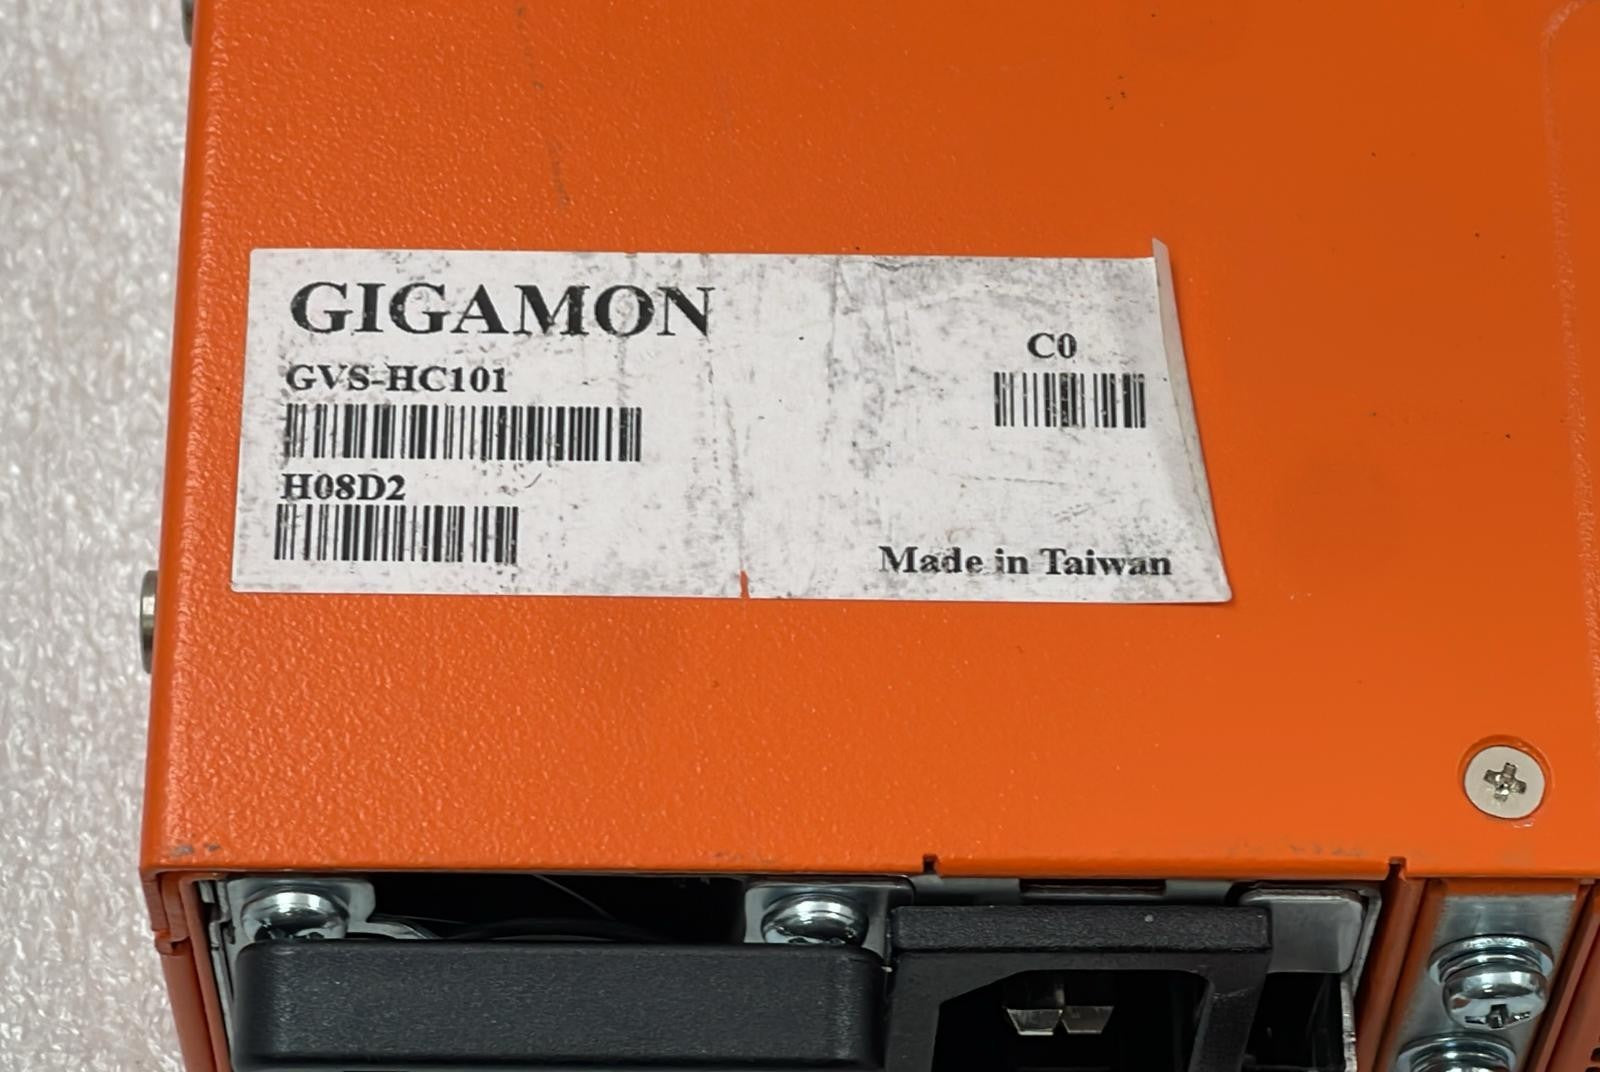 GIGAMON
GVS-HC101
H08D2
C0
Made in Taiwan